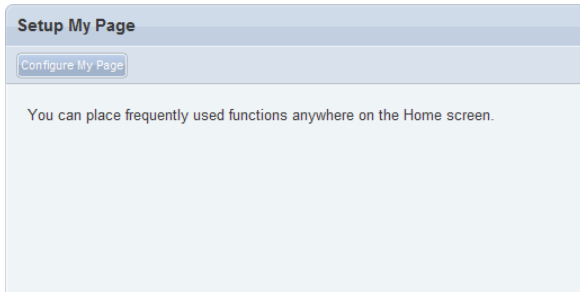 Setup My Page
Configure My Page
You can place frequently used functions anywhere on the Home screen.